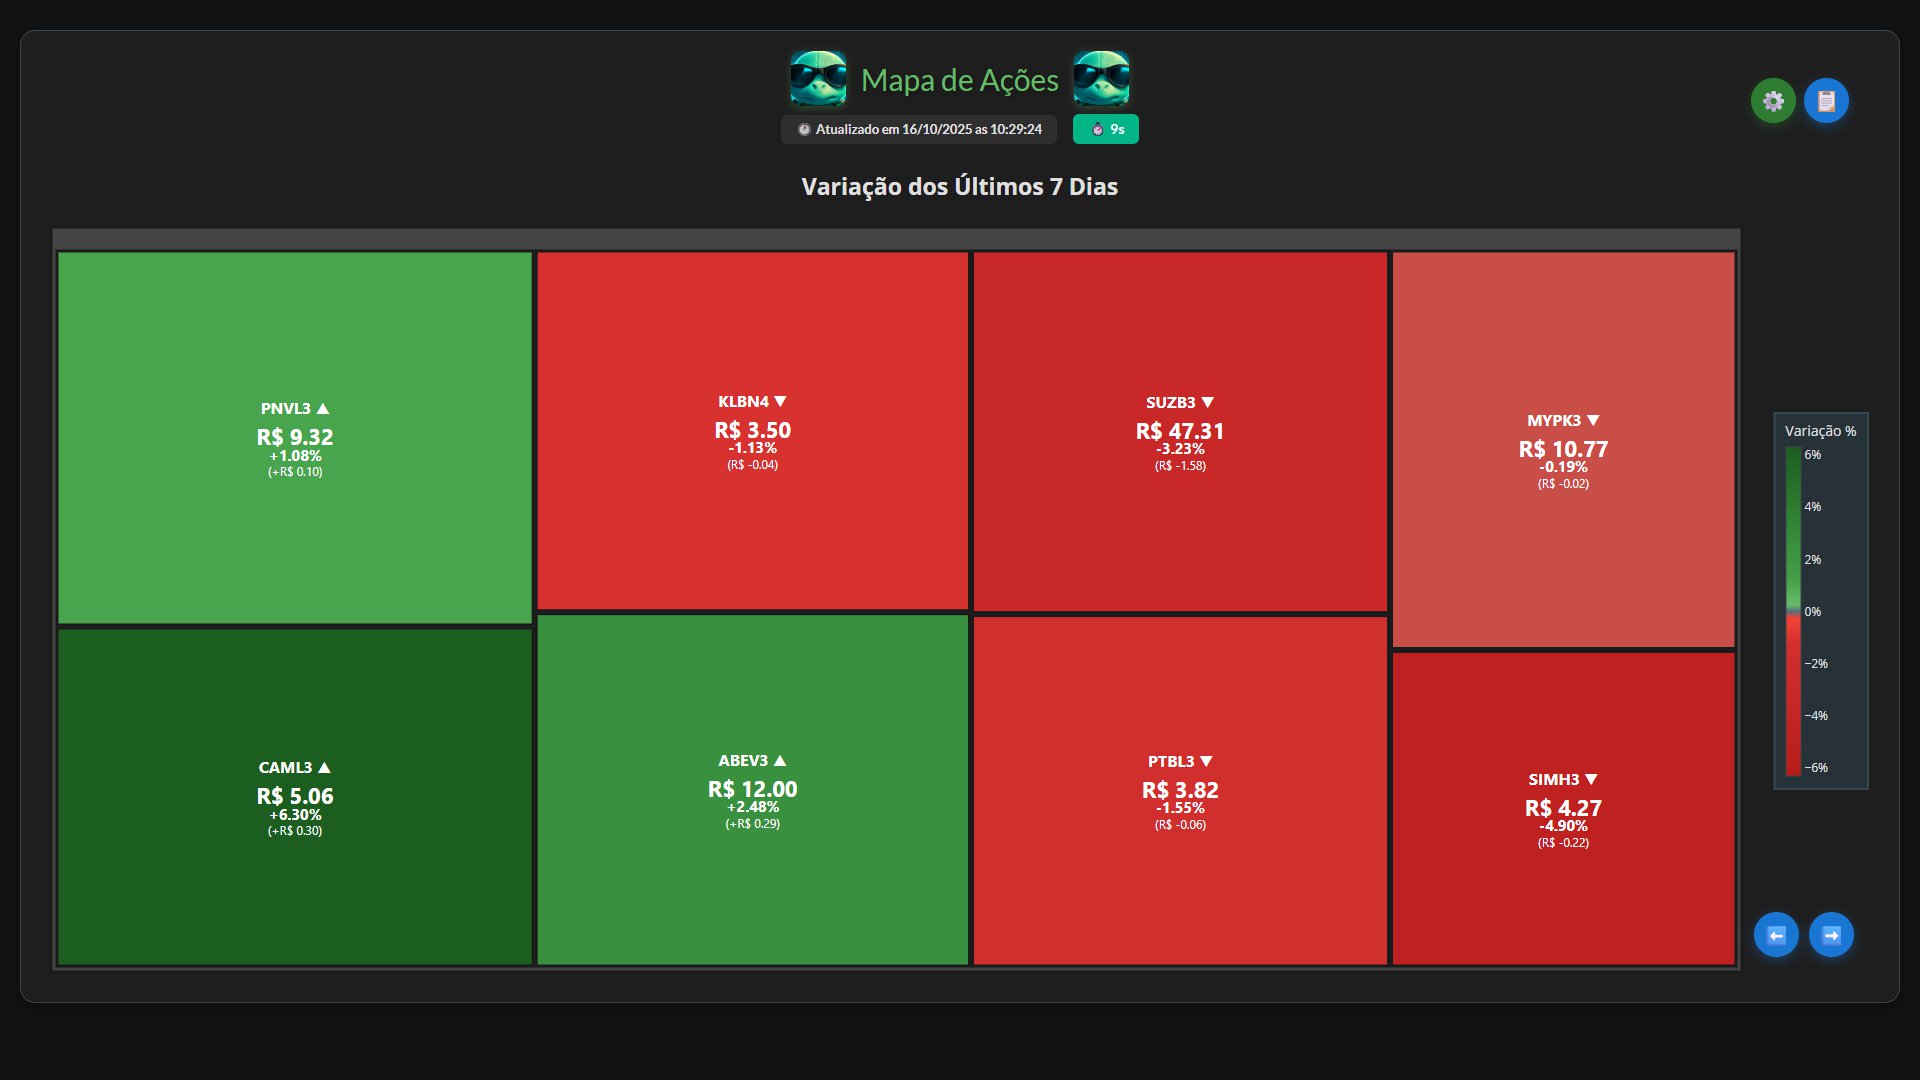 Mapa de Ações
Atualizado em 16/10/2025 as 10:29:24
9s
Variação dos Últimos 7 Dias
PNVL3 ▲
R$ 9.32
+1.08%
(+R$ 0.10)
KLBN4 ▼
R$ 3.50
-1.13%
(R$ -0.04)
SUZB3 ▼
R$ 47.31
-3.23%
(R$ -1.58)
MYPK3 ▼
R$ 10.77
-0.19%
(R$ -0.02)
CAML3 ▲
R$ 5.06
+6.30%
(+R$ 0.30)
ABEV3 ▲
R$ 12.00
+2.48%
(+R$ 0.29)
PTBL3 ▼
R$ 3.82
-1.55%
(R$ -0.06)
SIMH3 ▼
R$ 4.27
-4.90%
(R$ -0.22)
Variação %
6%
4%
2%
0%
−2%
−4%
−6%